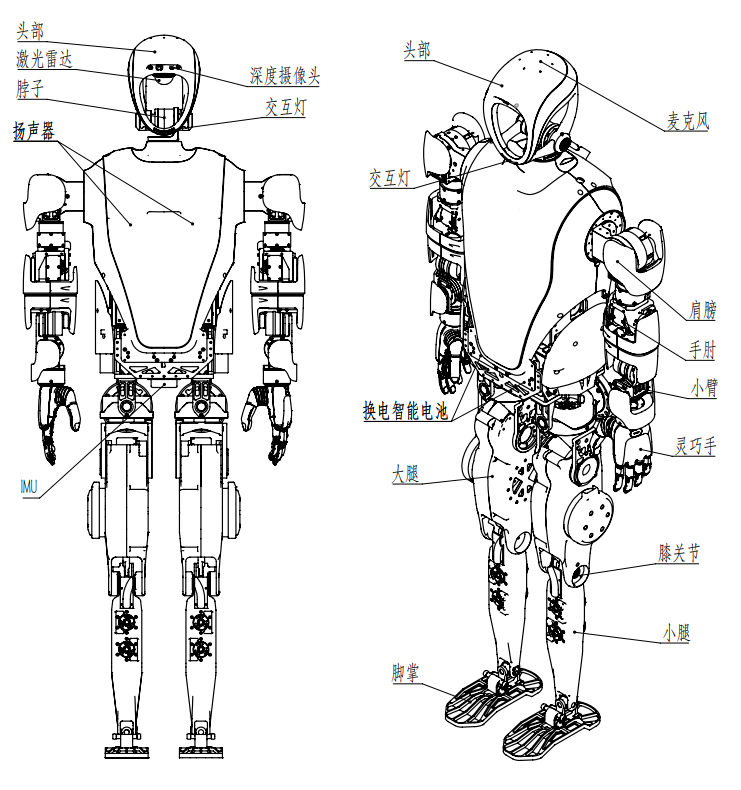 头部
激光雷达
深度摄像头
脖子
交互灯
扬声器
IMU
头部
麦克风
交互灯
肩膀
手肘
小臂
换电智能电池
灵巧手
大腿
膝关节
小腿
脚掌